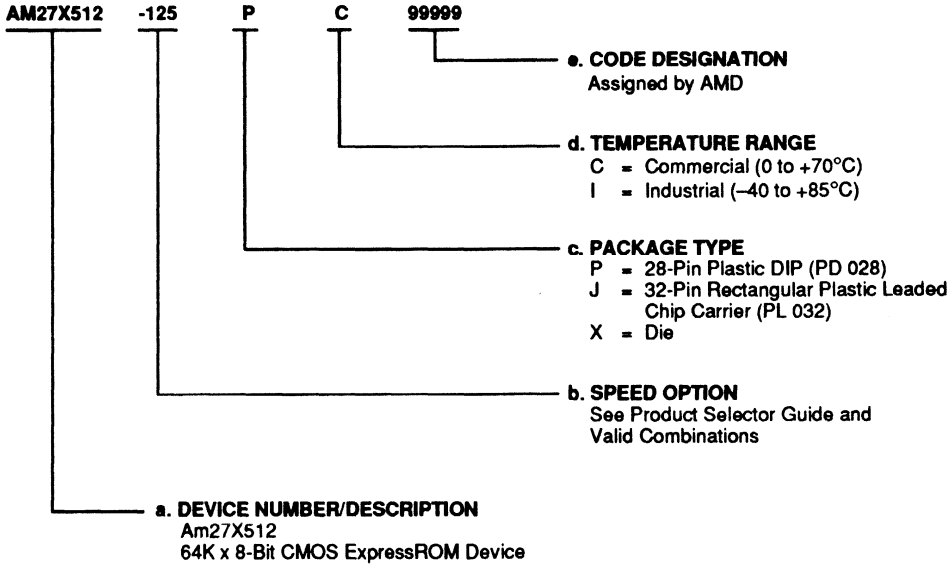 AM27X512 -125 P C 99999
e. CODE DESIGNATION
Assigned by AMD
d. TEMPERATURE RANGE
C = Commercial (0 to +70°C)
I = Industrial (–40 to +85°C)
c. PACKAGE TYPE
P = 28-Pin Plastic DIP (PD 028)
J = 32-Pin Rectangular Plastic Leaded
Chip Carrier (PL 032)
X = Die
b. SPEED OPTION
See Product Selector Guide and
Valid Combinations
a. DEVICE NUMBER/DESCRIPTION
Am27X512
64K x 8-Bit CMOS ExpressROM Device